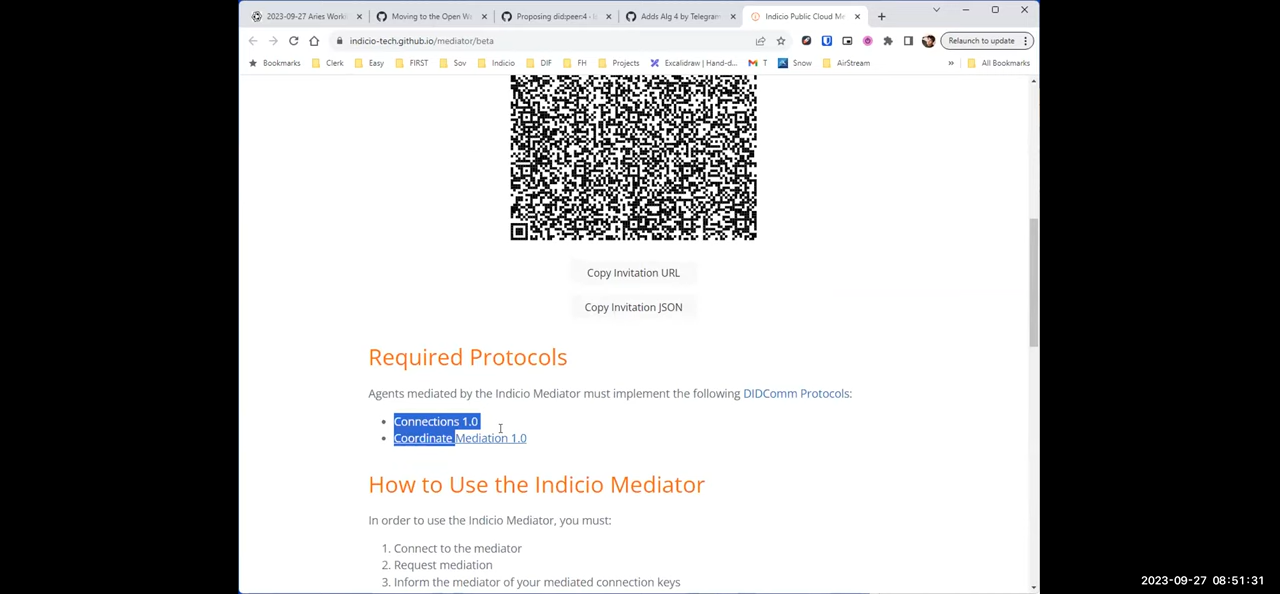 2023-09-27 Aries Work
Moving to the Open W
Proposing did:peer:4
Adds Alg 4 by Telegram
Indicio Public Cloud Me
indicio-tech.github.io/mediator/beta
Relaunch to update
Bookmarks
Clerk
Easy
FIRST
Sov
Indicio
DIF
FH
Projects
Excalidraw | Hand-d...
T
Snow
AirStream
»
All Bookmarks
Copy Invitation URL
Copy Invitation JSON
Required Protocols
Agents mediated by the Indicio Mediator must implement the following DIDComm Protocols:
• Connections 1.0
• Coordinate Mediation 1.0
How to Use the Indicio Mediator
In order to use the Indicio Mediator, you must:
1. Connect to the mediator
2. Request mediation
3. Inform the mediator of your mediated connection keys
2023-09-27 08:51:31